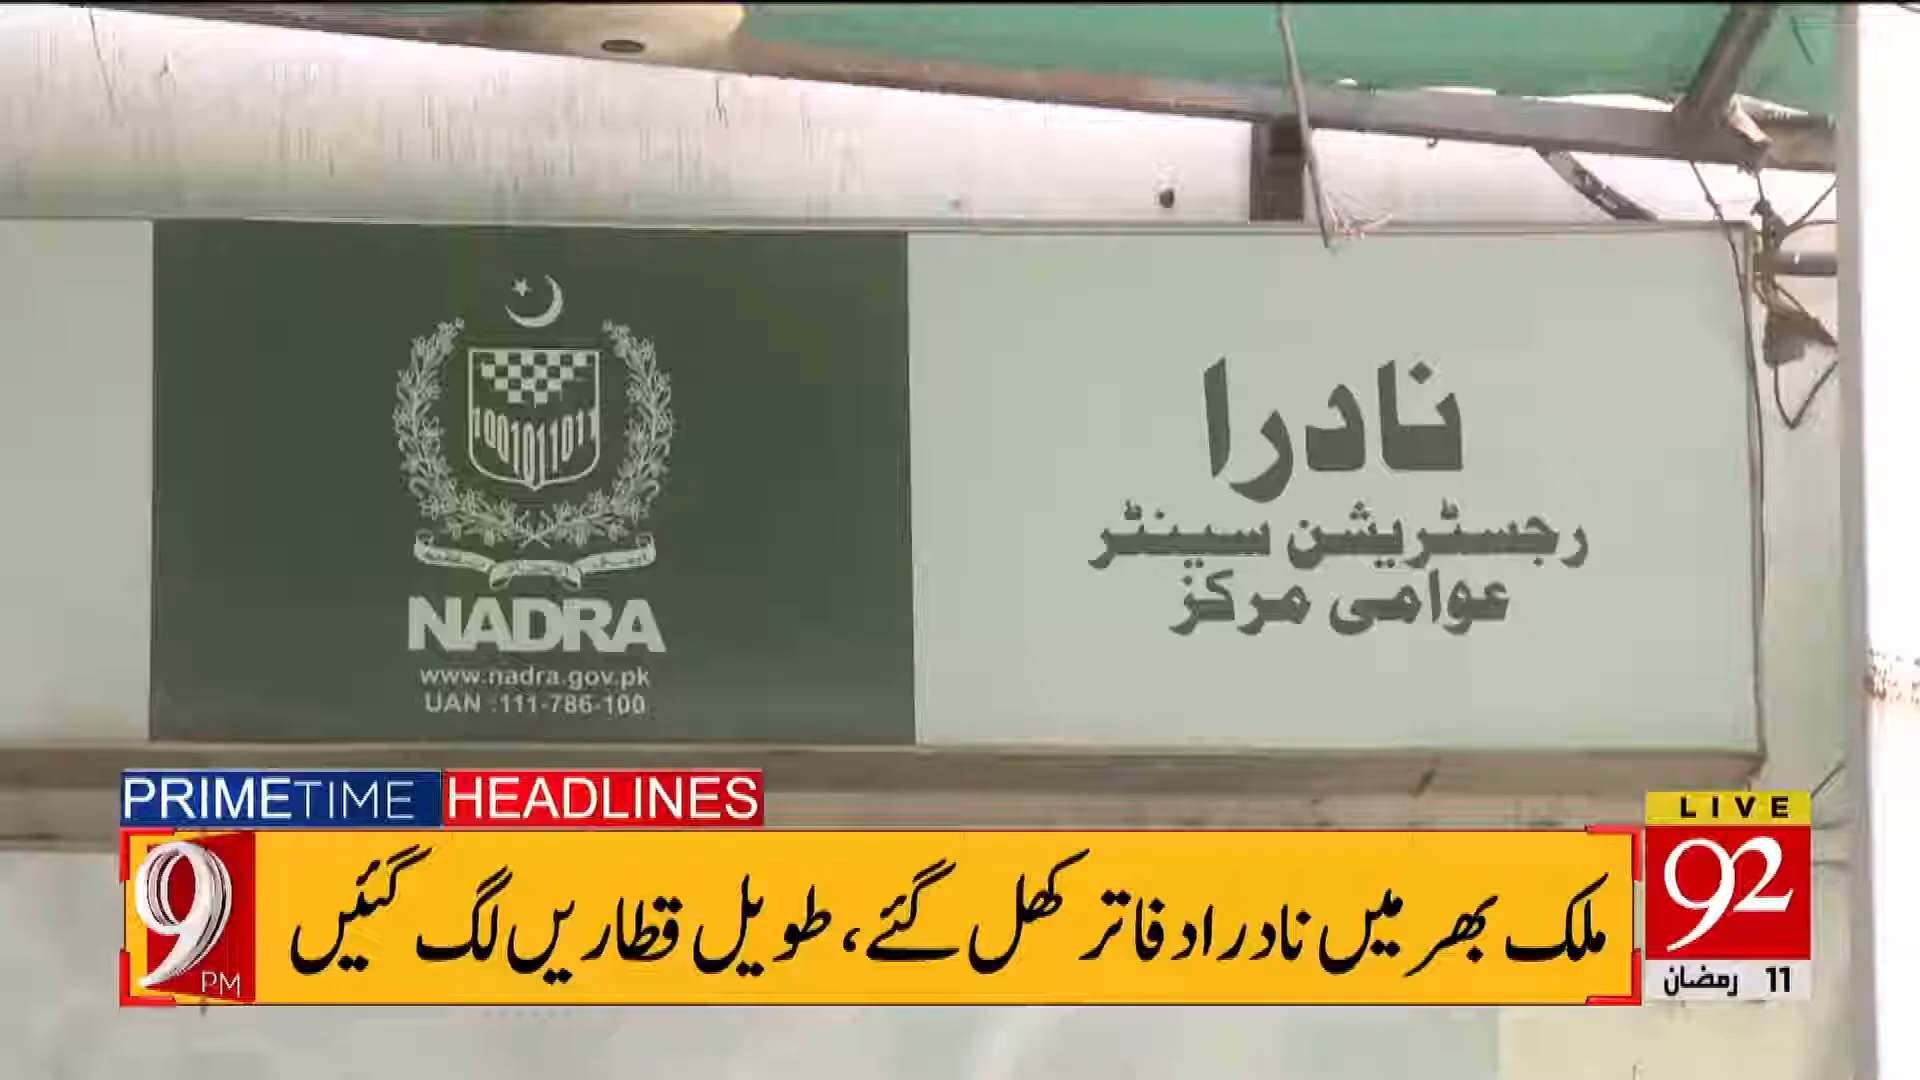 1001011011
NADRA
www.nadra.gov.pk
UAN :111-786-100
نادرا
رجسٹریشن سینٹر
عوامی مرکز
PRIMETIME HEADLINES
9 PM
ملک بھر میں نادرا دفاتر کھل گئے، طویل قطاریں لگ گئیں
LIVE
92
11 رمضان